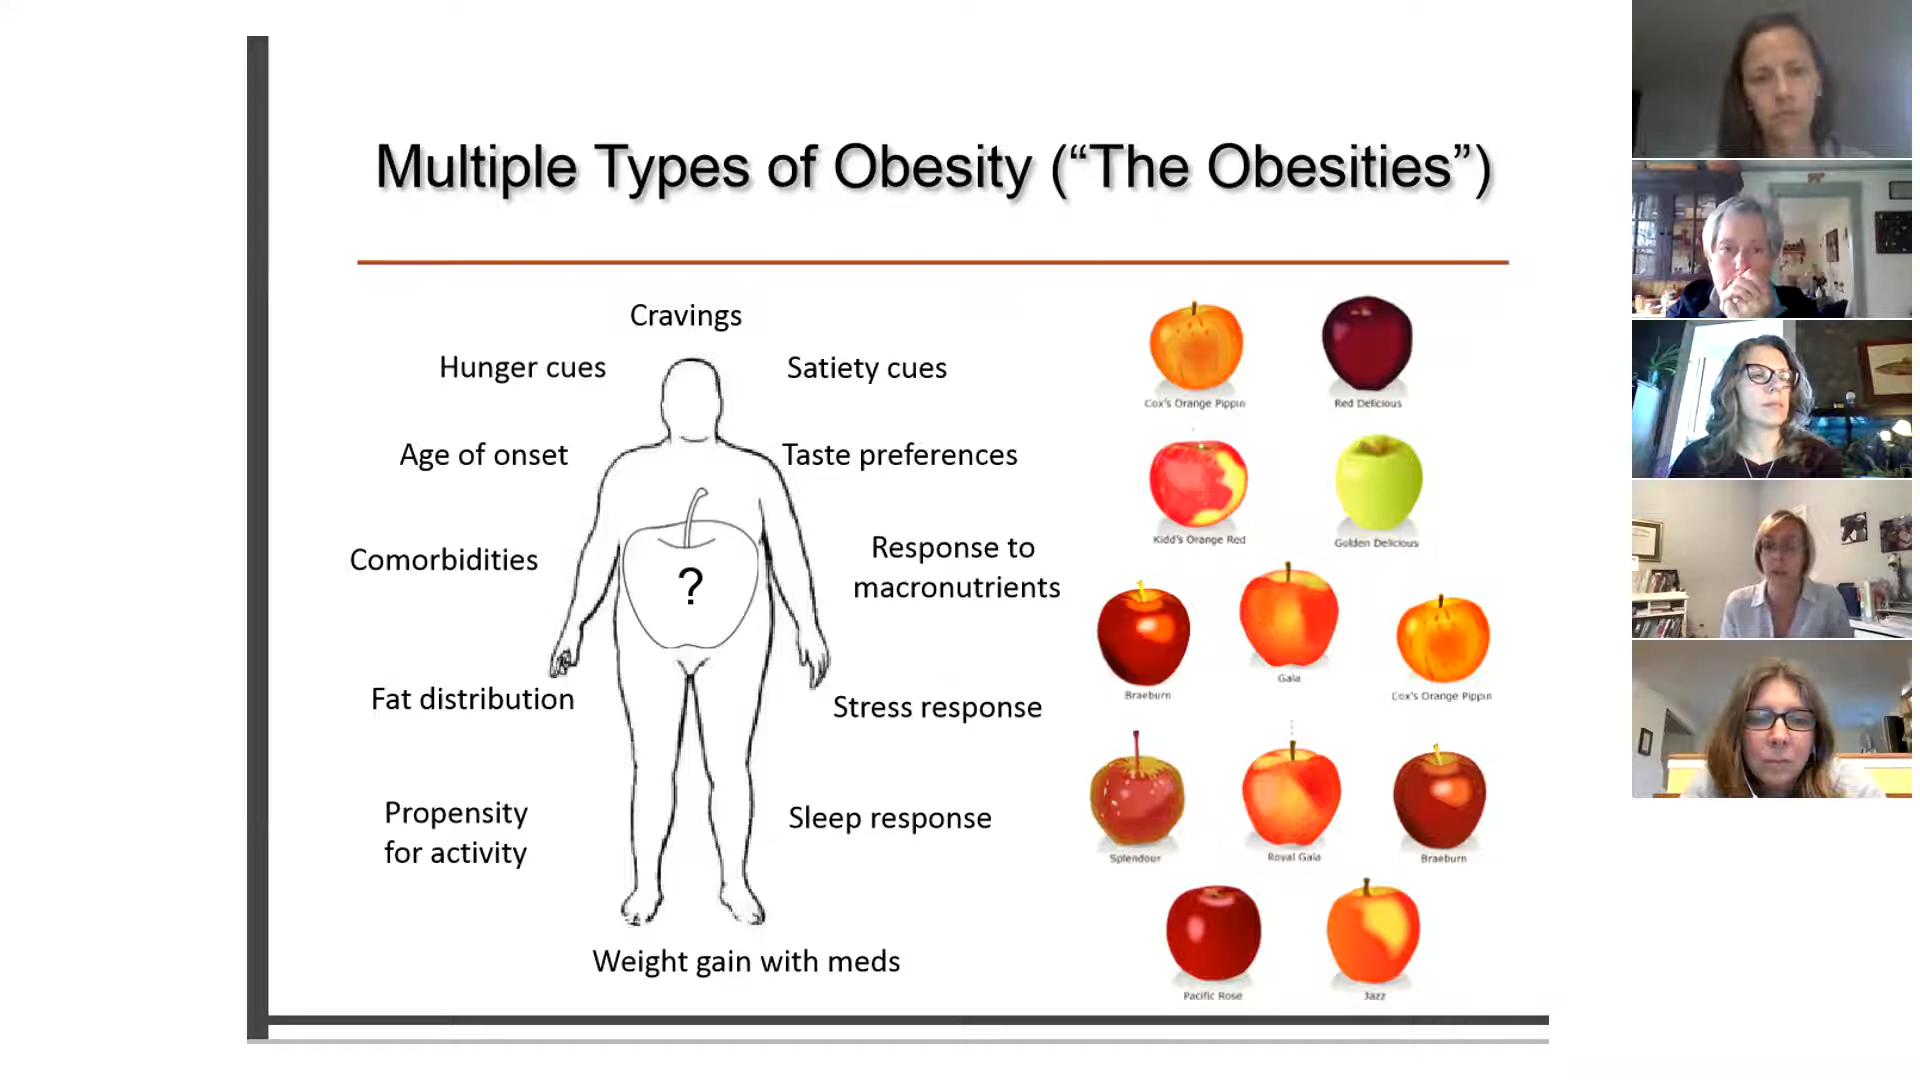 Multiple Types of Obesity (“The Obesities”)
Cravings
Hunger cues
Satiety cues
Age of onset
Taste preferences
Comorbidities
Response to
macronutrients
?
Fat distribution
Stress response
Propensity
for activity
Sleep response
Weight gain with meds
Cox's Orange Pippin
Red Delicious
Kidd's Orange Red
Golden Delicious
Braeburn
Gala
Cox's Orange Pippin
Splendour
Royal Gala
Braeburn
Pacific Rose
Jazz